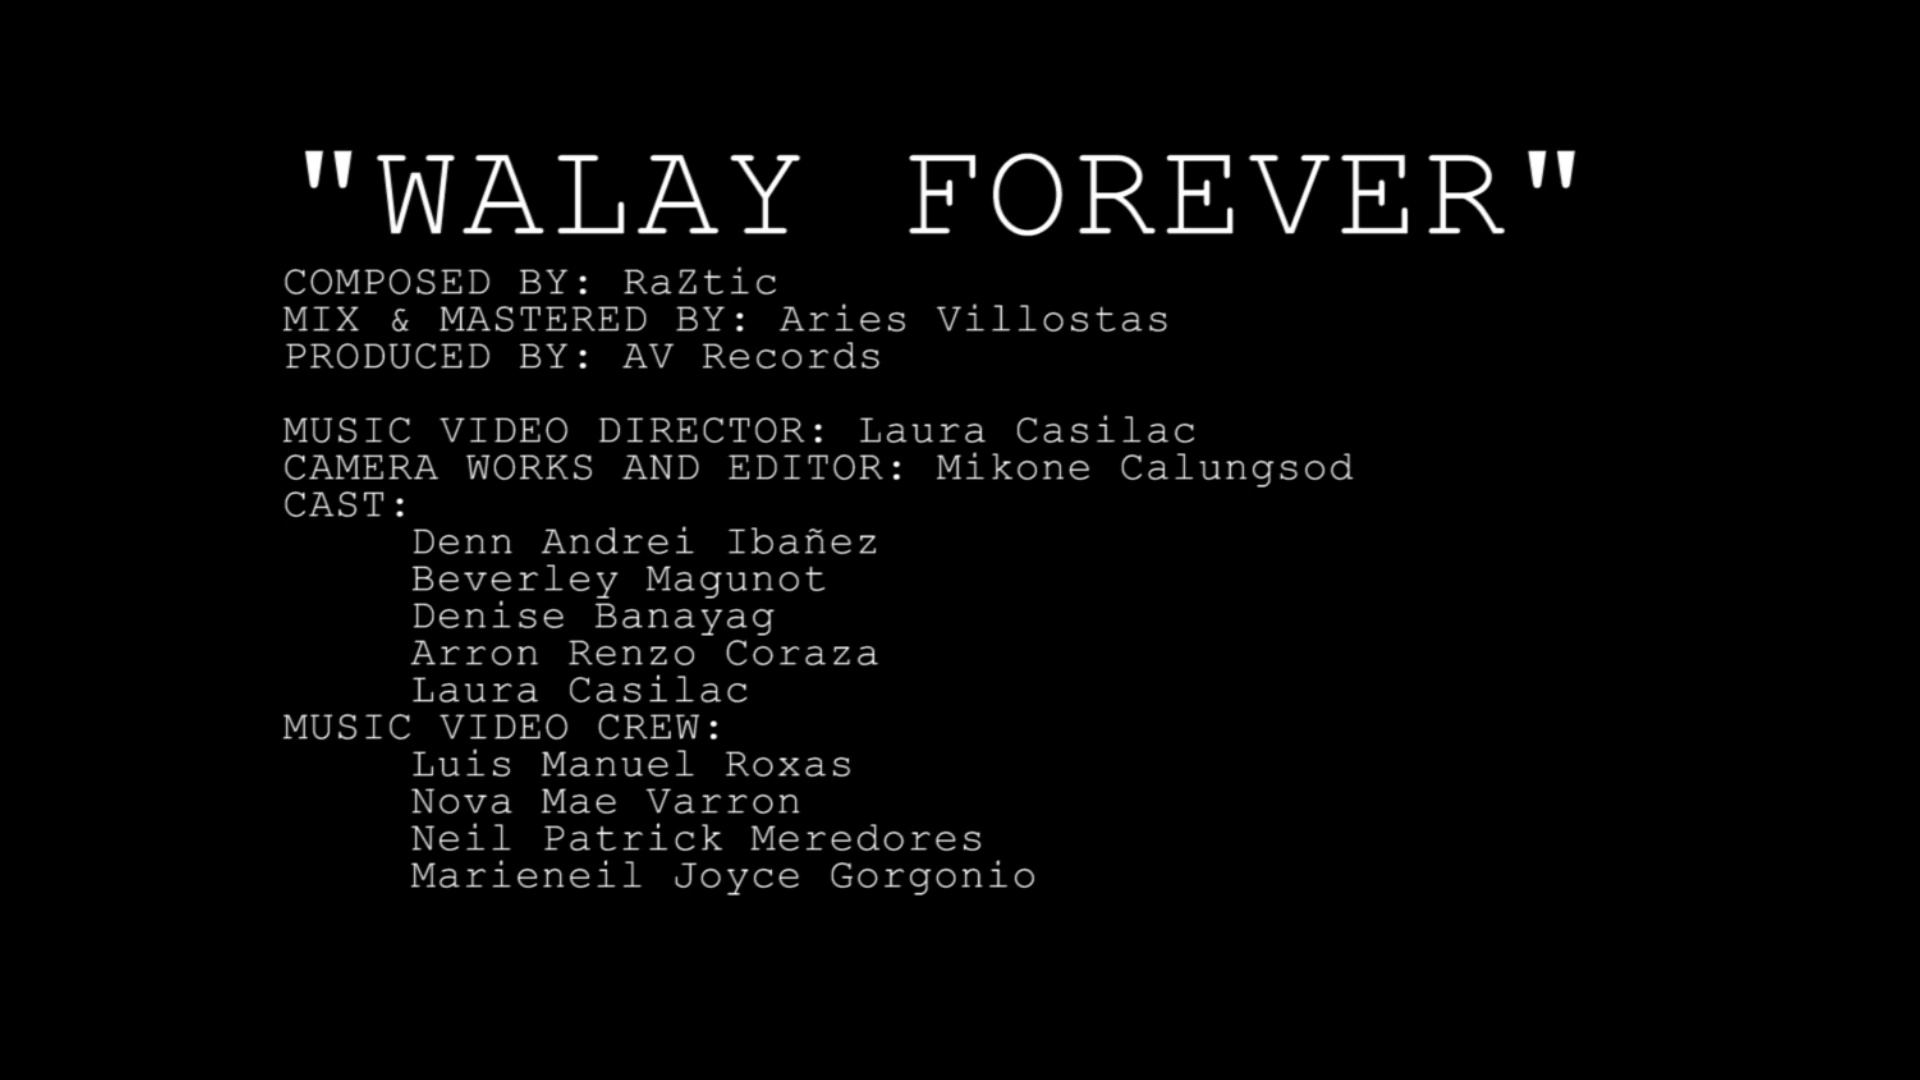 "WALAY FOREVER"
COMPOSED BY: RaZtic
MIX & MASTERED BY: Aries Villostas
PRODUCED BY: AV Records
MUSIC VIDEO DIRECTOR: Laura Casilac
CAMERA WORKS AND EDITOR: Mikone Calungsod
CAST:
Denn Andrei Ibañez
Beverley Magunot
Denise Banayag
Arron Renzo Coraza
Laura Casilac
MUSIC VIDEO CREW:
Luis Manuel Roxas
Nova Mae Varron
Neil Patrick Meredores
Marieneil Joyce Gorgonio